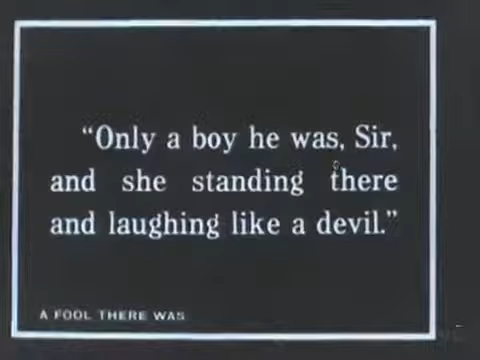 “Only a boy he was, Sir,
and she standing there
and laughing like a devil.”
A FOOL THERE WAS